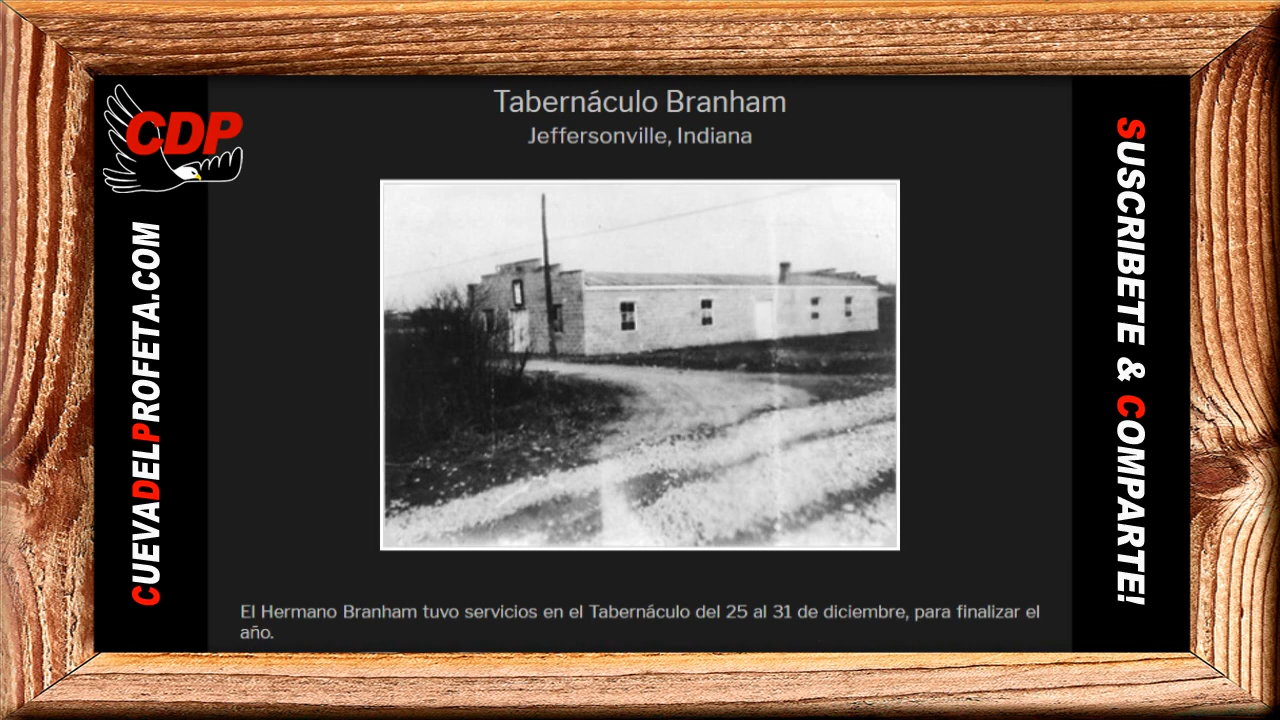 CDP
CUEVADELPROFETA.COM
Tabernáculo Branham
Jeffersonville, Indiana
El Hermano Branham tuvo servicios en el Tabernáculo del 25 al 31 de diciembre, para finalizar el
año.
SUSCRIBETE & COMPARTE!